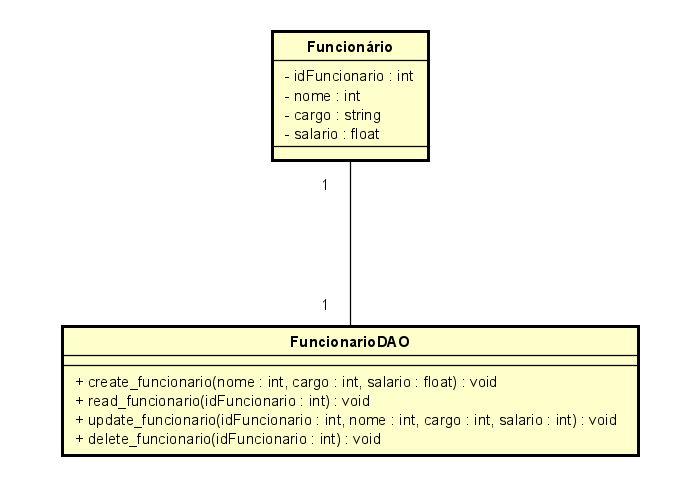 Funcionário
- idFuncionario : int
- nome : int
- cargo : string
- salario : float
1
1
FuncionarioDAO
+ create_funcionario(nome : int, cargo : int, salario : float) : void
+ read_funcionario(idFuncionario : int) : void
+ update_funcionario(idFuncionario : int, nome : int, cargo : int, salario : int) : void
+ delete_funcionario(idFuncionario : int) : void